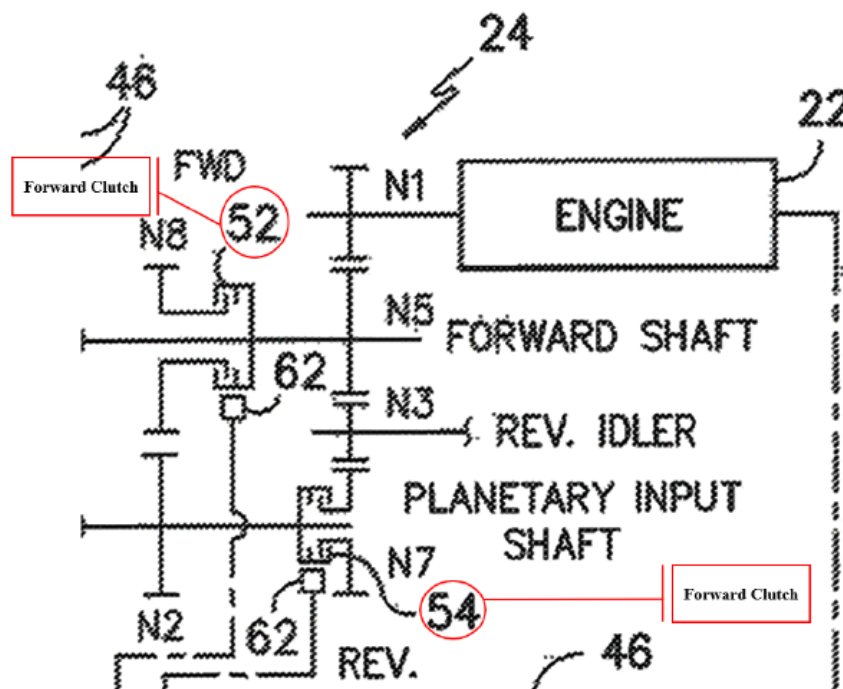 24
46
22
Forward Clutch
FWD
52
N1
ENGINE
N8
N5
FORWARD SHAFT
62
N3
REV. IDLER
PLANETARY INPUT
SHAFT
N7
Forward Clutch
54
62
N2
REV.
46